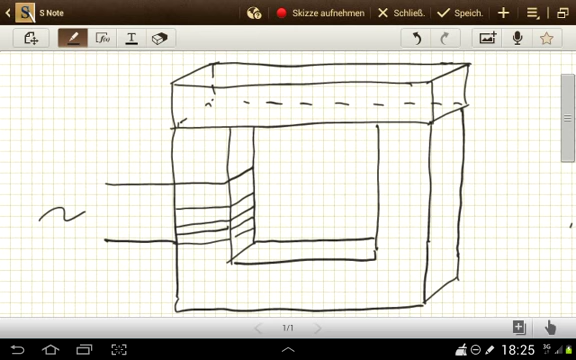 S Note
Skizze aufnehmen
Schließ.
Speich.
f(x)
T
1/1
3G
18:25